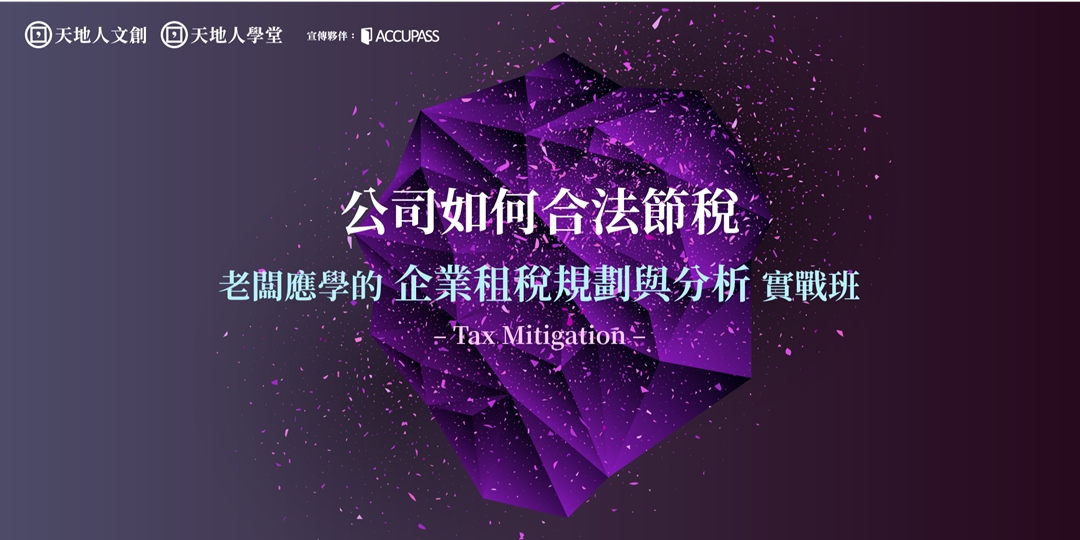 天地人文創 天地人學堂 宣傳夥伴： ACCUPASS
公司如何合法節稅
老闆應學的 企業租稅規劃與分析 實戰班
– Tax Mitigation –